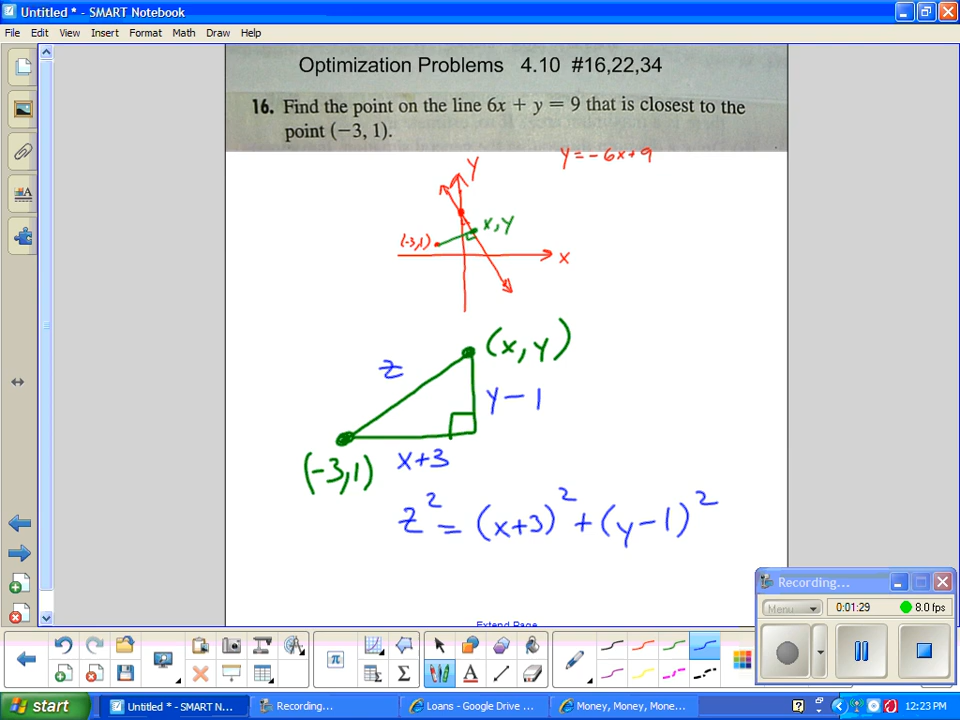 Untitled * - SMART Notebook
File Edit View Insert Format Math Draw Help
Optimization Problems 4.10 #16,22,34
16. Find the point on the line 6x + y = 9 that is closest to the
point (−3, 1).
y = -6x+9
y
x, y
(-3,1)
x
(x, y)
z
y - 1
(-3,1)
x+3
z² = (x+3)² + (y-1)²
Extend Page
Recording...
Menu
0:01:29
8.0 fps
start
Untitled * - SMART N...
Recording...
Loans - Google Drive ...
Money, Money, Mone...
12:23 PM